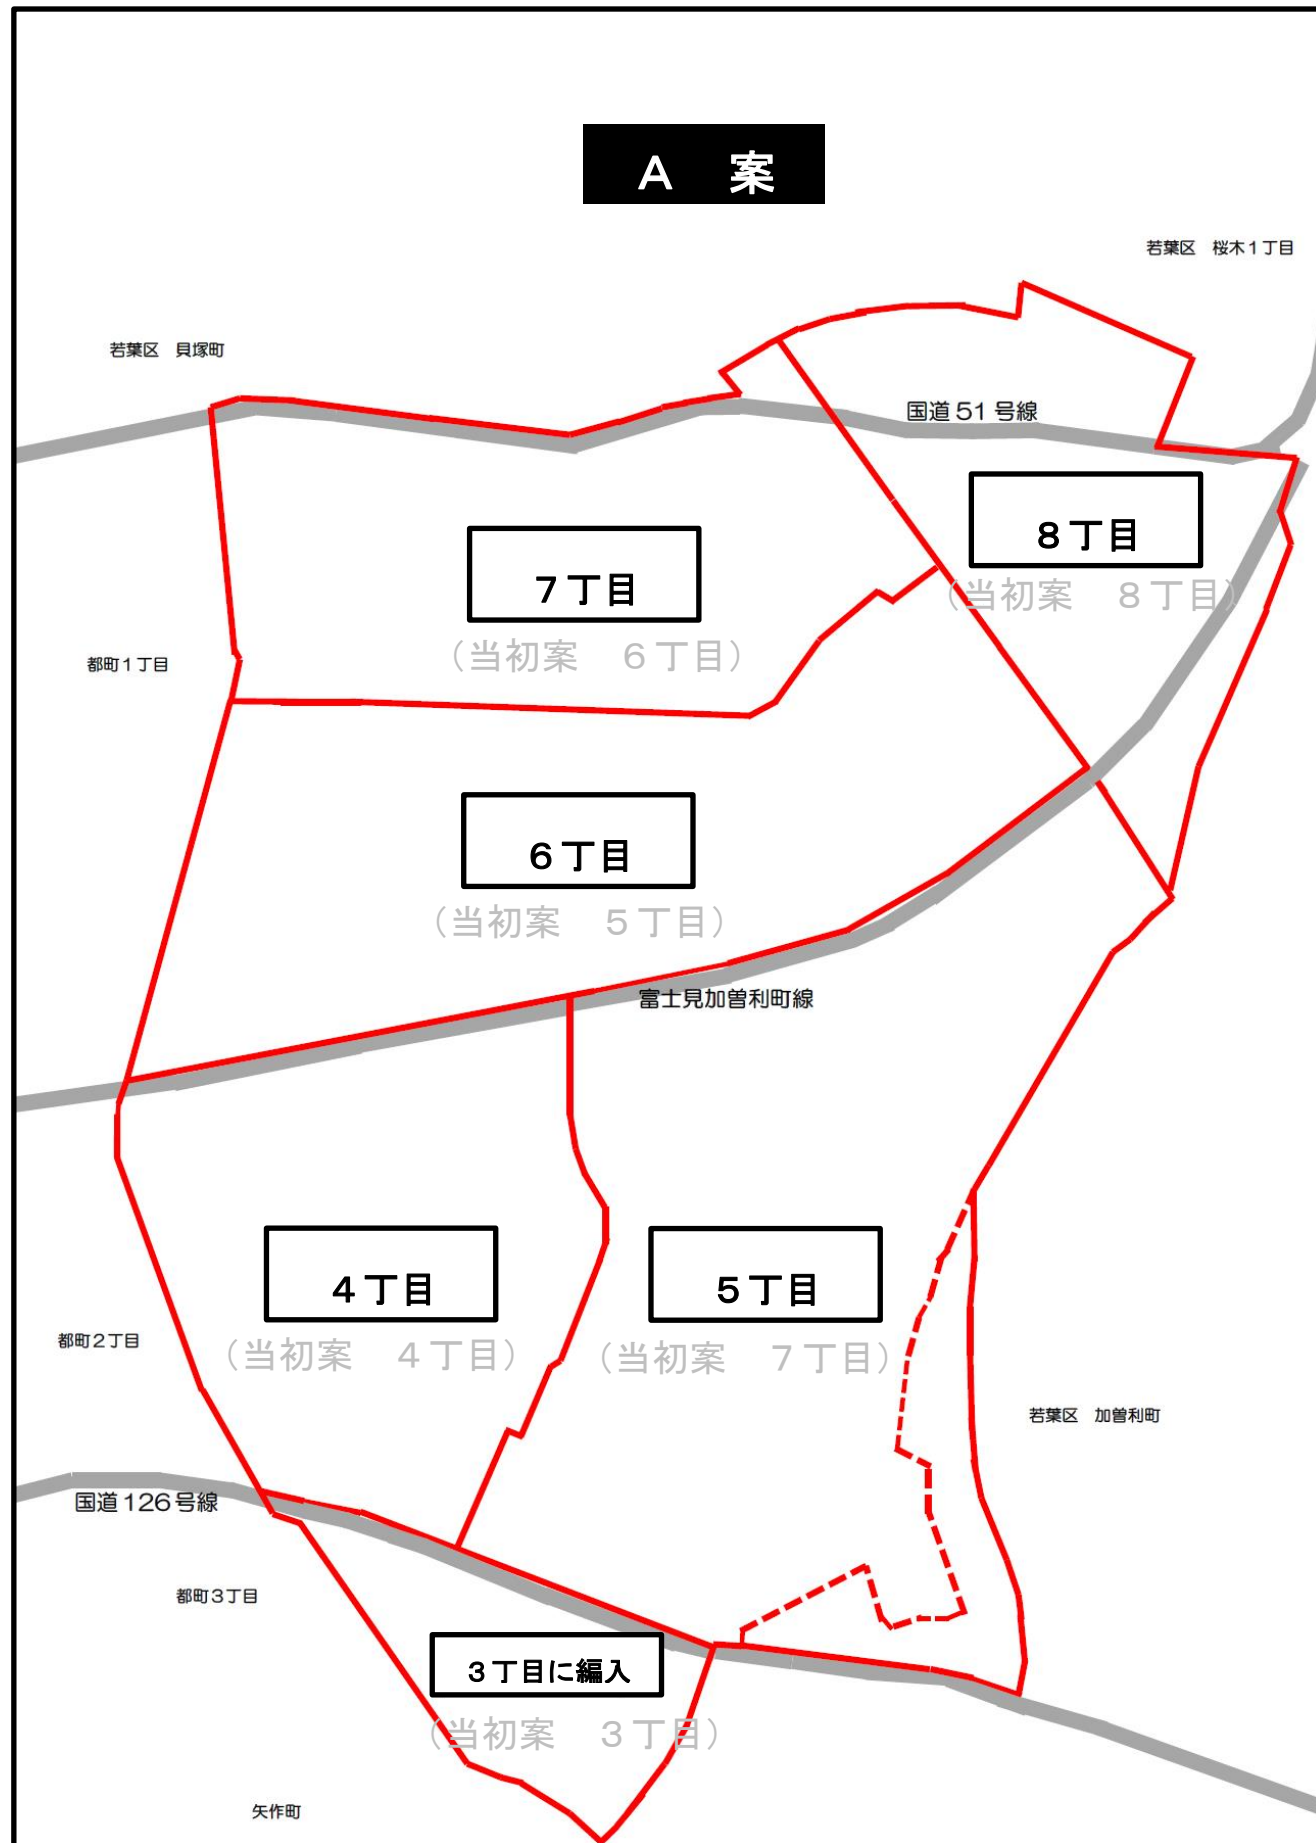 A 案
若葉区 桜木1丁目
若葉区 貝塚町
国道51号線
8丁目
(当初案 8丁目)
7丁目
(当初案 6丁目)
都町1丁目
6丁目
(当初案 5丁目)
富士見加曽利町線
4丁目
(当初案 4丁目)
5丁目
(当初案 7丁目)
都町2丁目
若葉区 加曽利町
国道126号線
都町3丁目
3丁目に編入
(当初案 3丁目)
矢作町